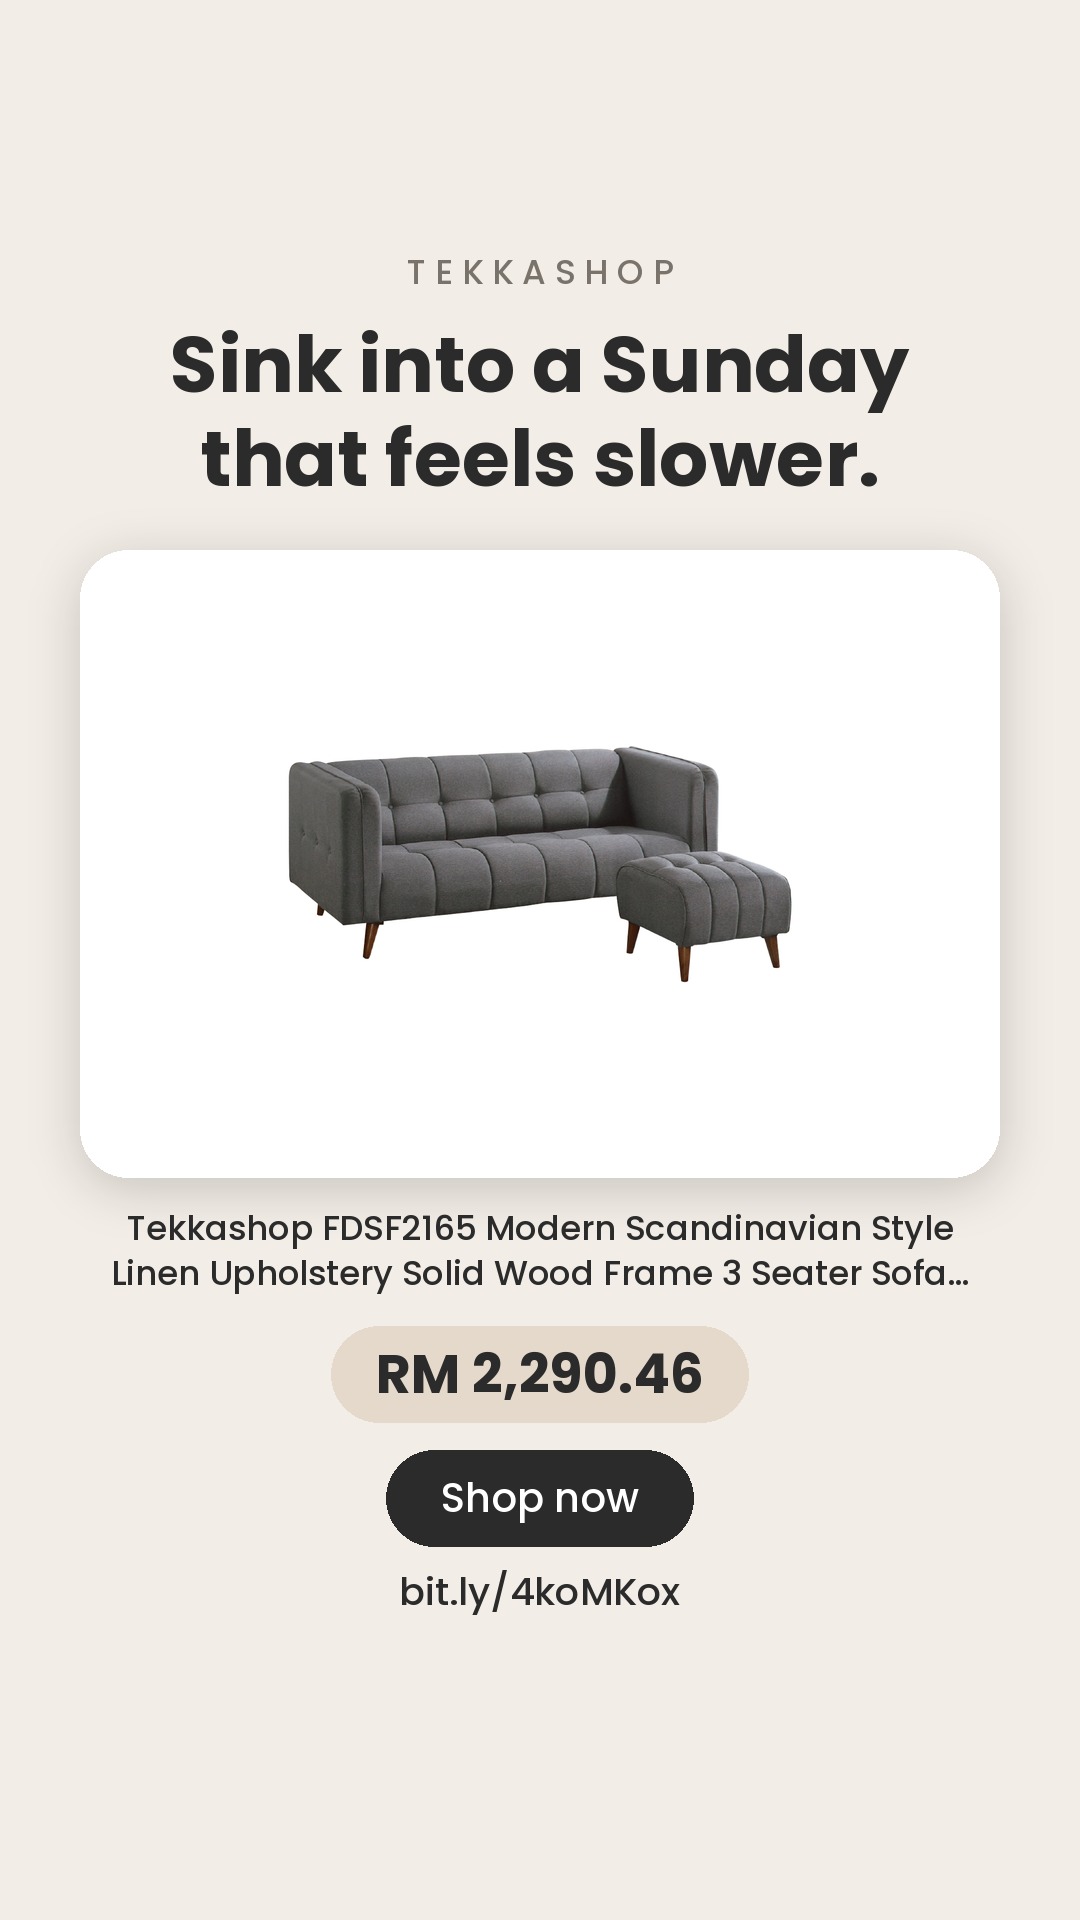 TEKKASHOP
Sink into a Sunday
that feels slower.
Tekkashop FDSF2165 Modern Scandinavian Style
Linen Upholstery Solid Wood Frame 3 Seater Sofa...
RM 2,290.46
Shop now
bit.ly/4koMKox